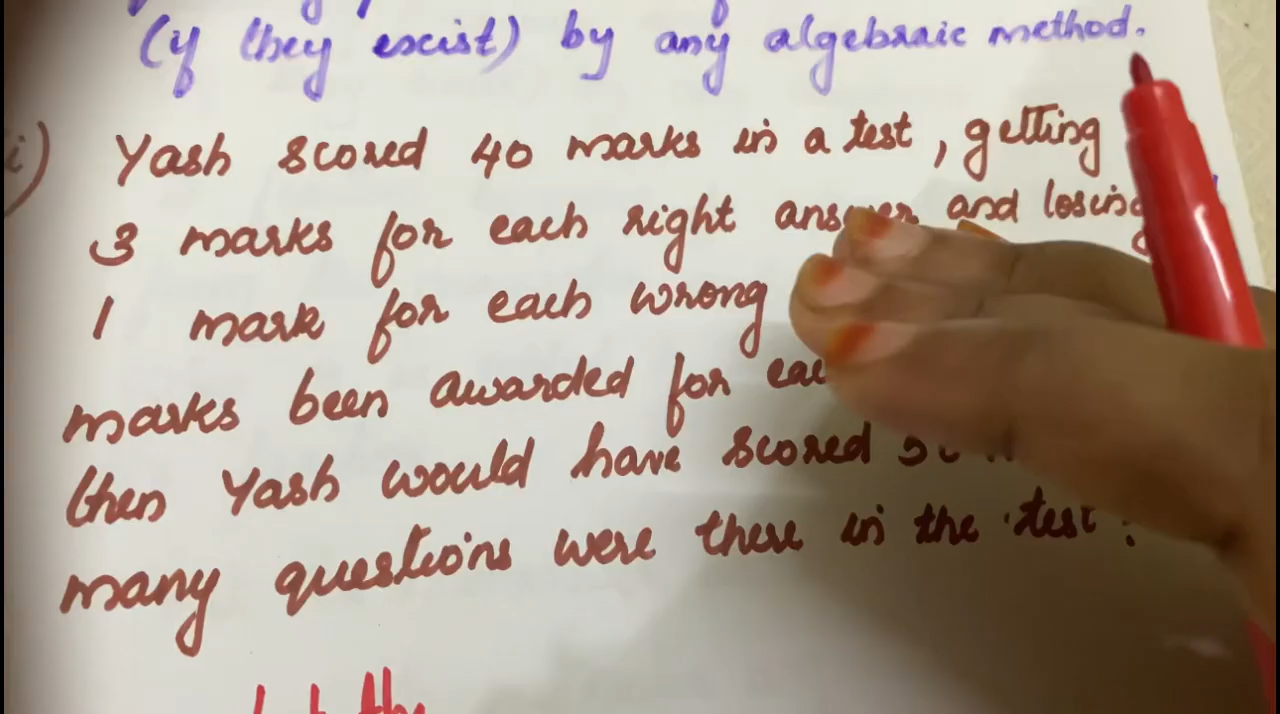 (if they exist) by any algebraic method.
i) Yash scored 40 marks in a test, getting
3 marks for each right answer and losing
1 mark for each wrong
marks been awarded for
then Yash would have scored
many questions were there in the test?
let the